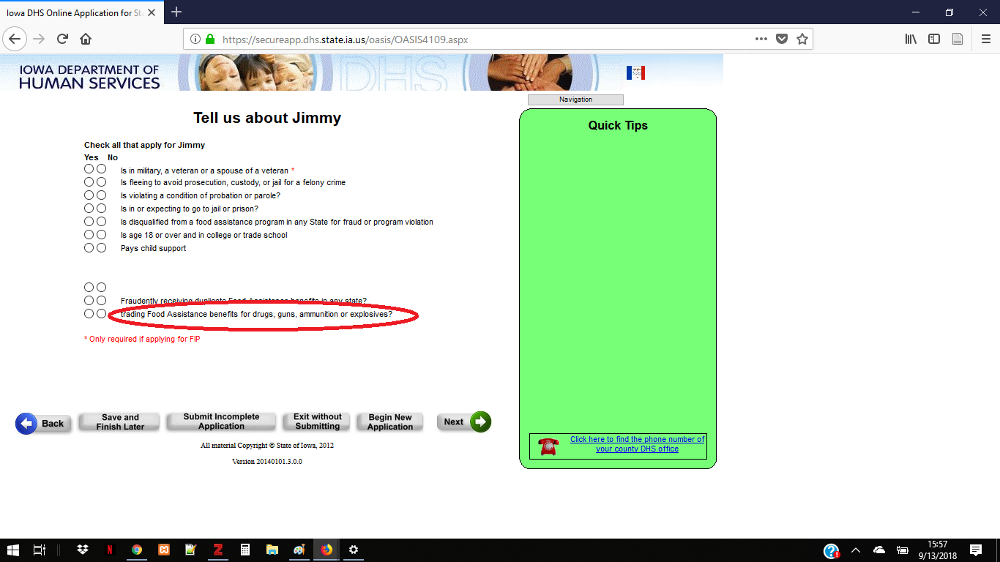 Iowa DHS Online Application for St
https://secureapp.dhs.state.ia.us/oasis/OASIS4109.aspx
IOWA DEPARTMENT OF
HUMAN SERVICES
DHS
Navigation
Tell us about Jimmy
Quick Tips
Check all that apply for Jimmy
Yes No
Is in military, a veteran or a spouse of a veteran *
Is fleeing to avoid prosecution, custody, or jail for a felony crime
Is violating a condition of probation or parole?
Is in or expecting to go to jail or prison?
Is disqualified from a food assistance program in any State for fraud or program violation
Is age 18 or over and in college or trade school
Pays child support
Fraudently receiving duplicate Food Assistance benefits in any state?
trading Food Assistance benefits for drugs, guns, ammunition or explosives?
* Only required if applying for FIP
Back
Save and
Finish Later
Submit Incomplete
Application
Exit without
Submitting
Begin New
Application
Next
Click here to find the phone number of
your county DHS office
All material Copyright © State of Iowa, 2012
Version 20140101.3.0.0
15:57
9/13/2018